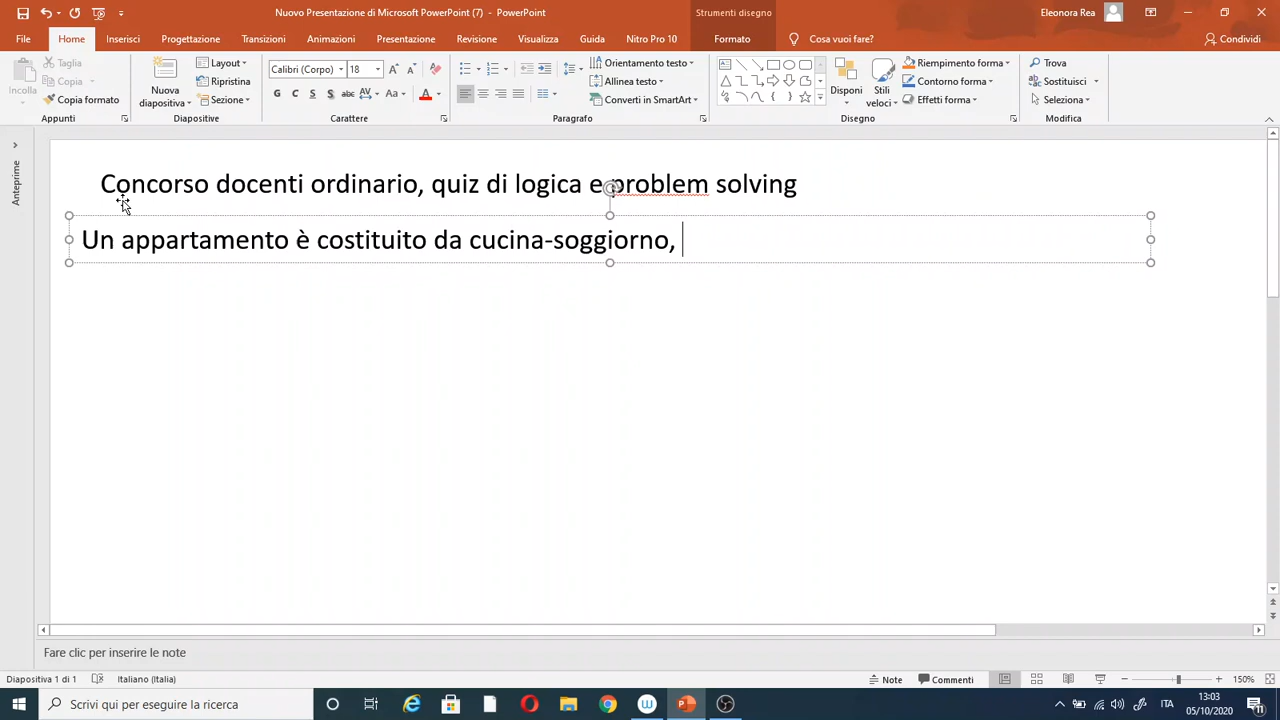 Nuovo Presentazione di Microsoft PowerPoint (7) - PowerPoint
Strumenti disegno
Eleonora Rea
File Home Inserisci Progettazione Transizioni Animazioni Presentazione Revisione Visualizza Guida Nitro Pro 10 Formato Cosa vuoi fare? Condividi
Incolla
Taglia
Copia
Copia formato
Appunti
Nuova
diapositiva
Layout
Ripristina
Sezione
Diapositive
Calibri (Corpo) 18
G C S S abc AV Aa A
Carattere
Orientamento testo
Allinea testo
Converti in SmartArt
Paragrafo
Disponi
Stili
veloci
Riempimento forma
Contorno forma
Effetti forma
Disegno
Trova
Sostituisci
Seleziona
Modifica
Anteprime
Concorso docenti ordinario, quiz di logica e problem solving
Un appartamento è costituito da cucina-soggiorno,
Fare clic per inserire le note
Diapositiva 1 di 1 Italiano (Italia) Note Commenti 150%
Scrivi qui per eseguire la ricerca
ITA
13:03
05/10/2020